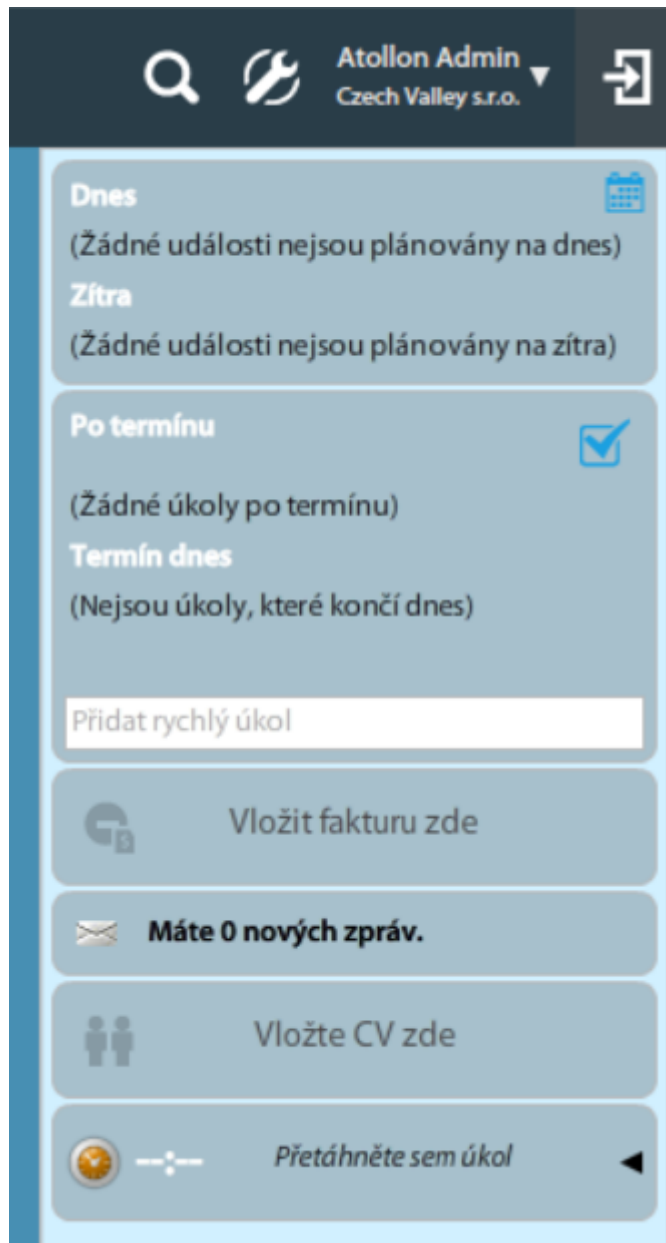 Atollon Admin
Czech Valley s.r.o.
Dnes
(Žádné události nejsou plánovány na dnes)
Zítra
(Žádné události nejsou plánovány na zítra)
Po termínu
(Žádné úkoly po termínu)
Termín dnes
(Nejsou úkoly, které končí dnes)
Přidat rychlý úkol
Vložit fakturu zde
Máte 0 nových zpráv.
Vložte CV zde
--:-- Přetáhněte sem úkol